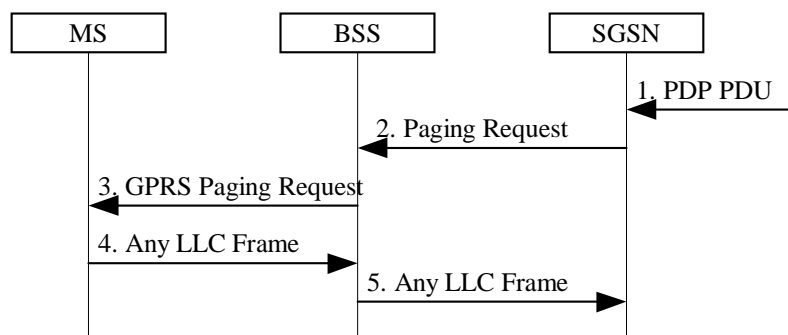 MS
BSS
SGSN
1. PDP PDU
2. Paging Request
3. GPRS Paging Request
4. Any LLC Frame
5. Any LLC Frame